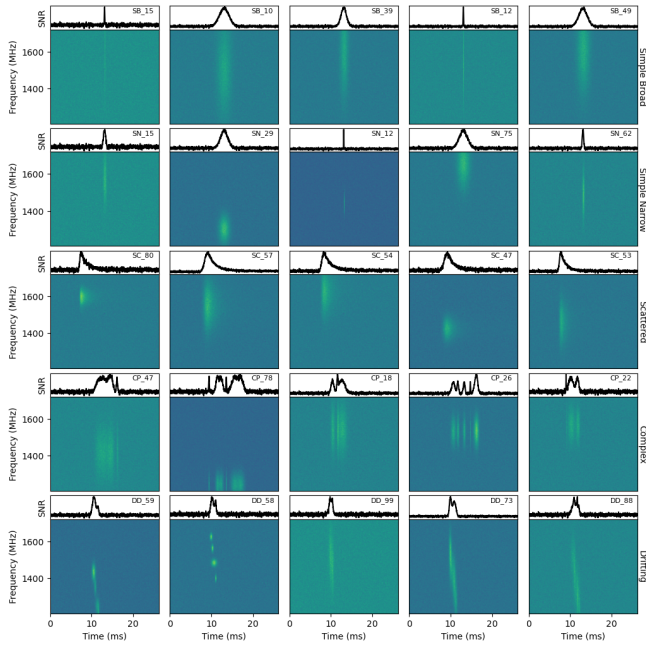 SNR SB_15 SB_10 SB_39 SB_12 SB_49
Frequency (MHz) 1600 1400 Simple Broad
SNR SN_15 SN_29 SN_12 SN_75 SN_62
Frequency (MHz) 1600 1400 Simple Narrow
SNR SC_80 SC_57 SC_54 SC_47 SC_53
Frequency (MHz) 1600 1400 Scattered
SNR CP_47 CP_78 CP_18 CP_26 CP_22
Frequency (MHz) 1600 1400 Complex
SNR DD_59 DD_58 DD_99 DD_73 DD_88
Frequency (MHz) 1600 1400 Drifting
0 10 20 0 10 20 0 10 20 0 10 20 0 10 20
Time (ms) Time (ms) Time (ms) Time (ms) Time (ms)